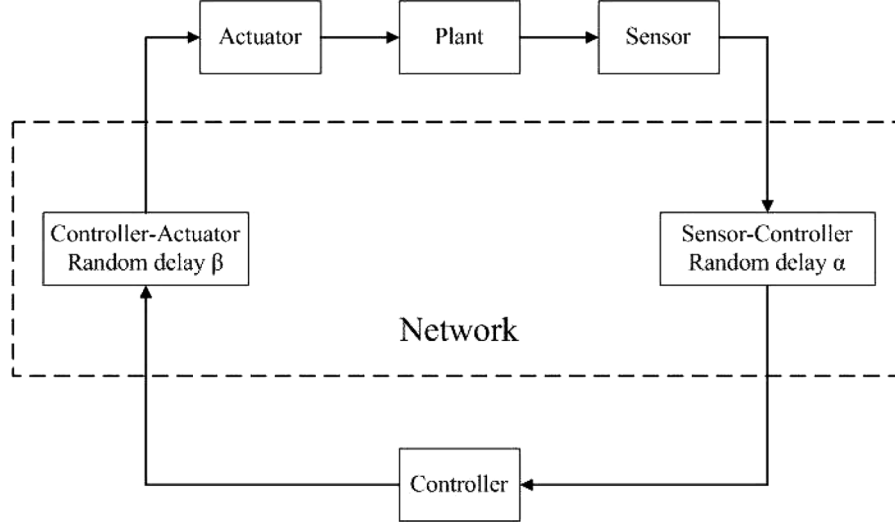 Actuator
Plant
Sensor
Controller-Actuator
Random delay β
Sensor-Controller
Random delay α
Network
Controller